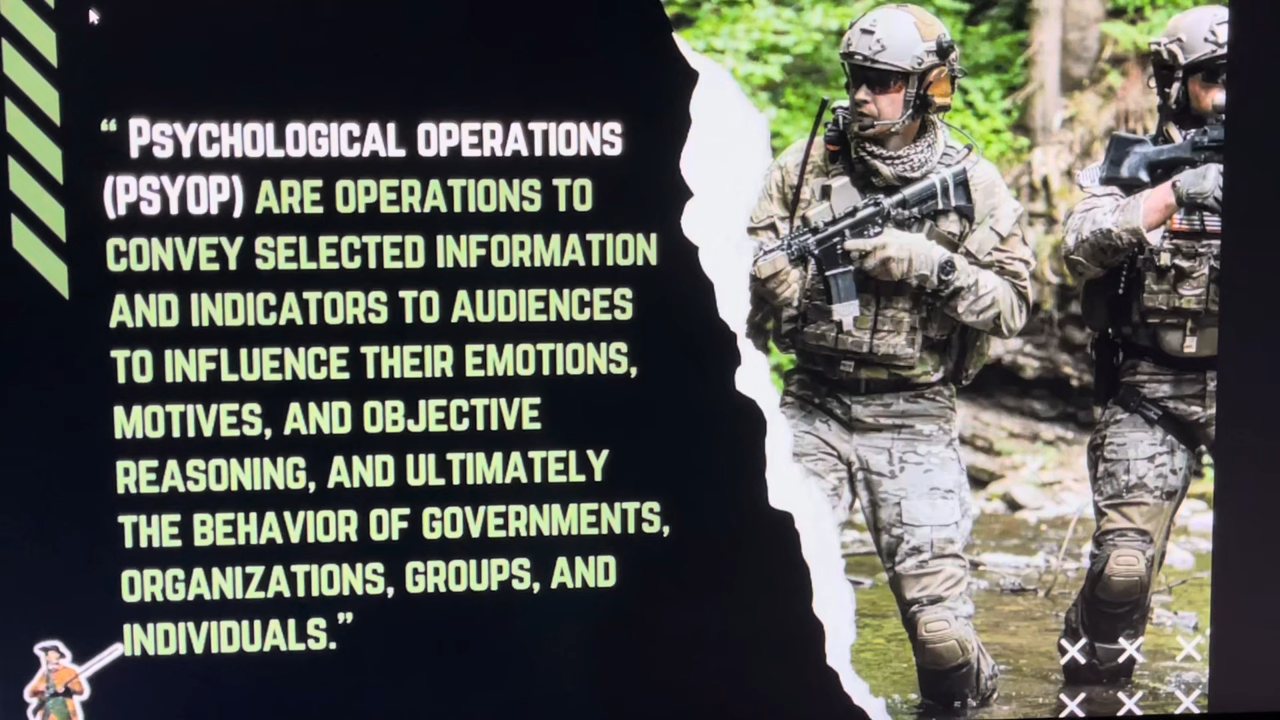 “ Psychological operations
(PSYOP) are operations to
convey selected information
and indicators to audiences
to influence their emotions,
motives, and objective
reasoning, and ultimately
the behavior of governments,
organizations, groups, and
individuals.”